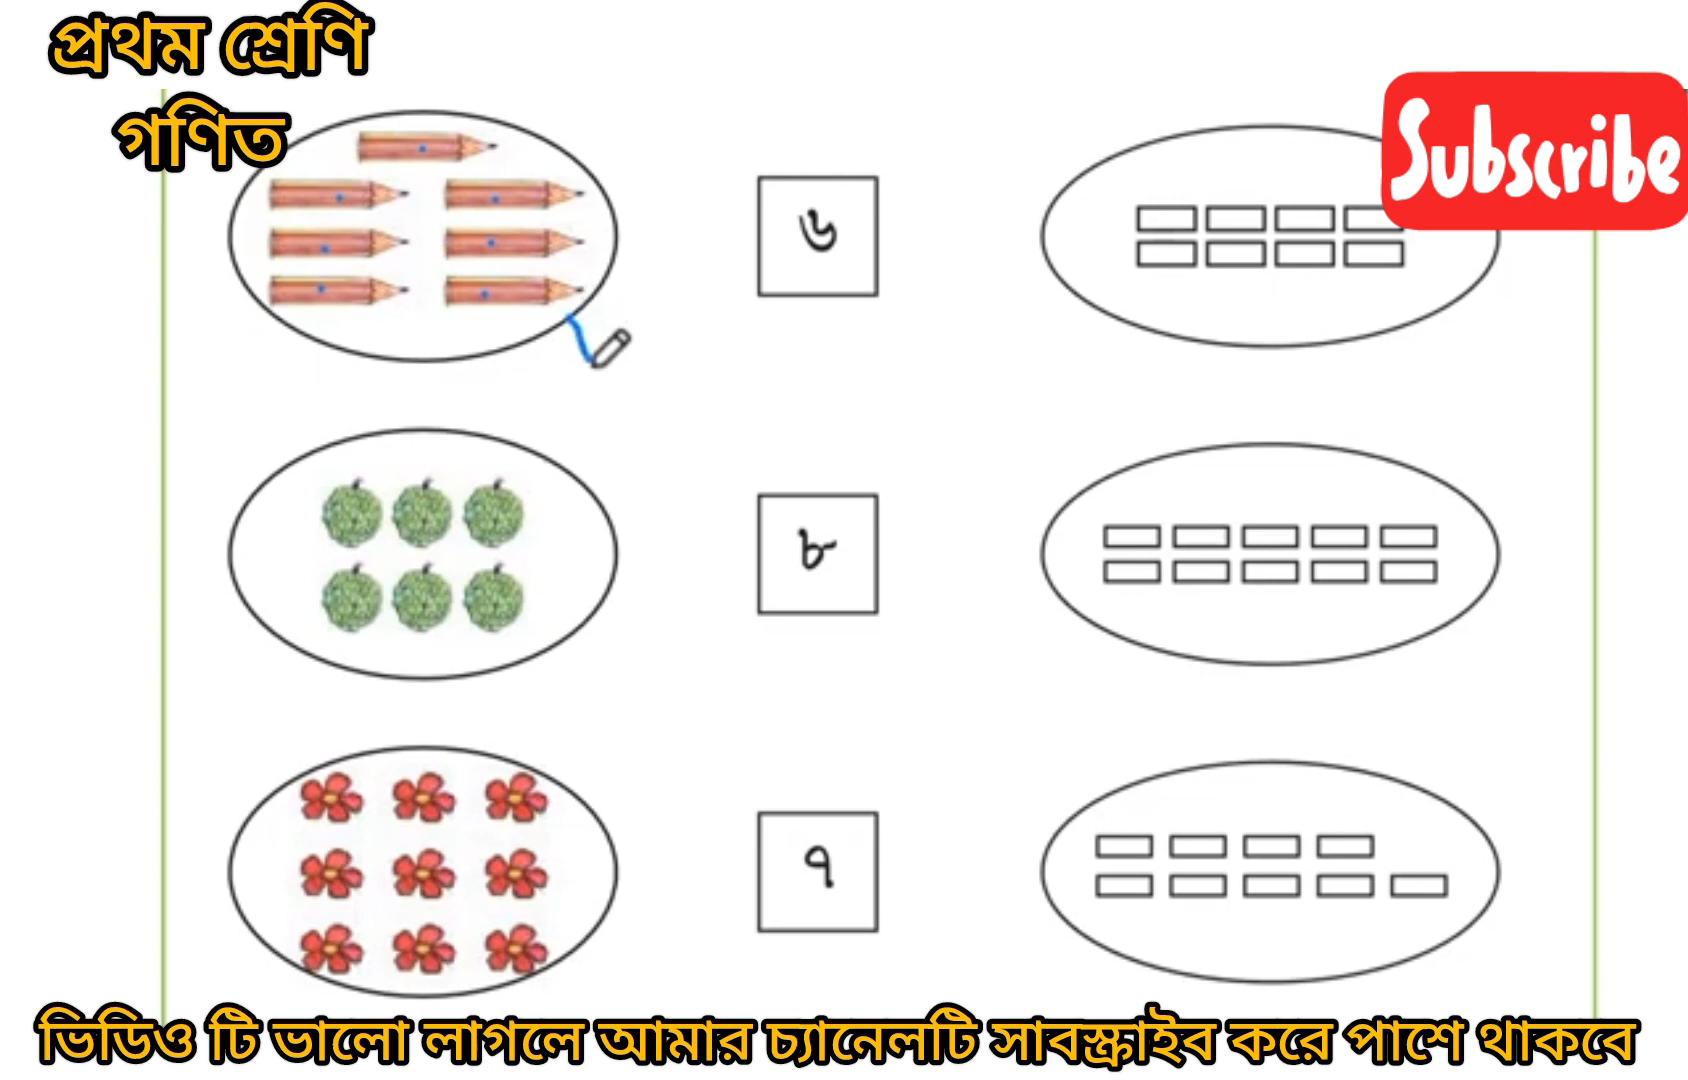 প্রথম শ্রেণি
গণিত
Subscribe
৬
৮
৭
ভিডিও টি ভালো লাগলে আমার চ্যানেলটি সাবস্ক্রাইব করে পাশে থাকবে